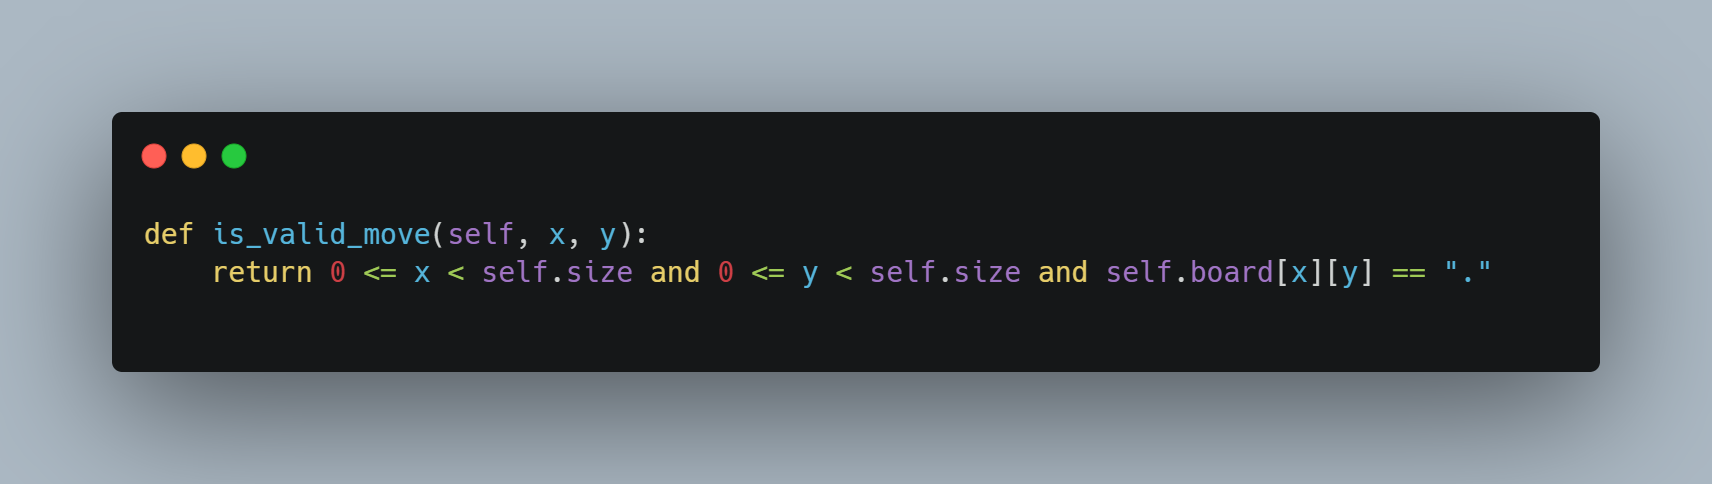 def is_valid_move(self, x, y):
    return 0 <= x < self.size and 0 <= y < self.size and self.board[x][y] == "."